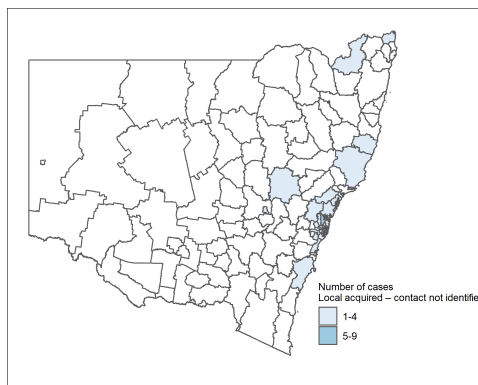 Number of cases
Local acquired – contact not identifie
1-4
5-9